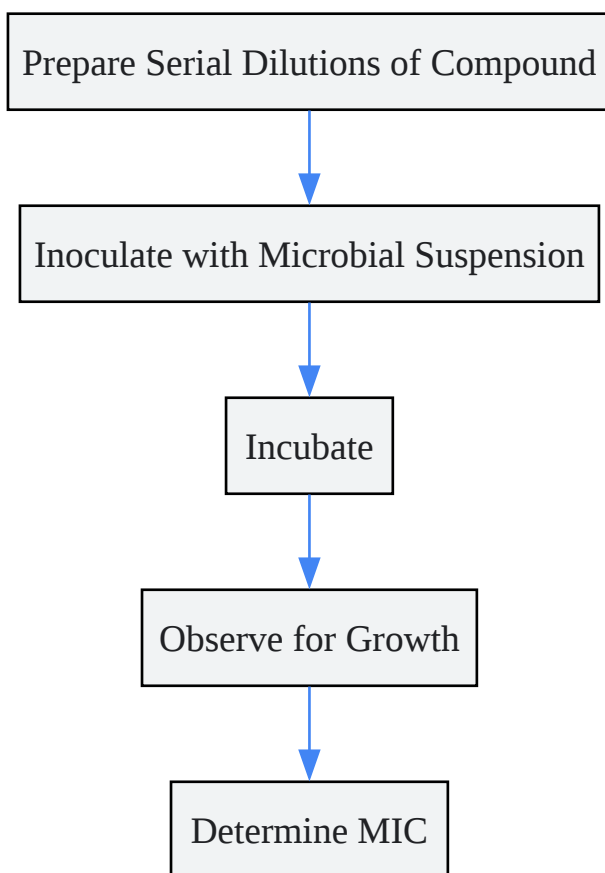 Prepare Serial Dilutions of Compound
Inoculate with Microbial Suspension
Incubate
Observe for Growth
Determine MIC